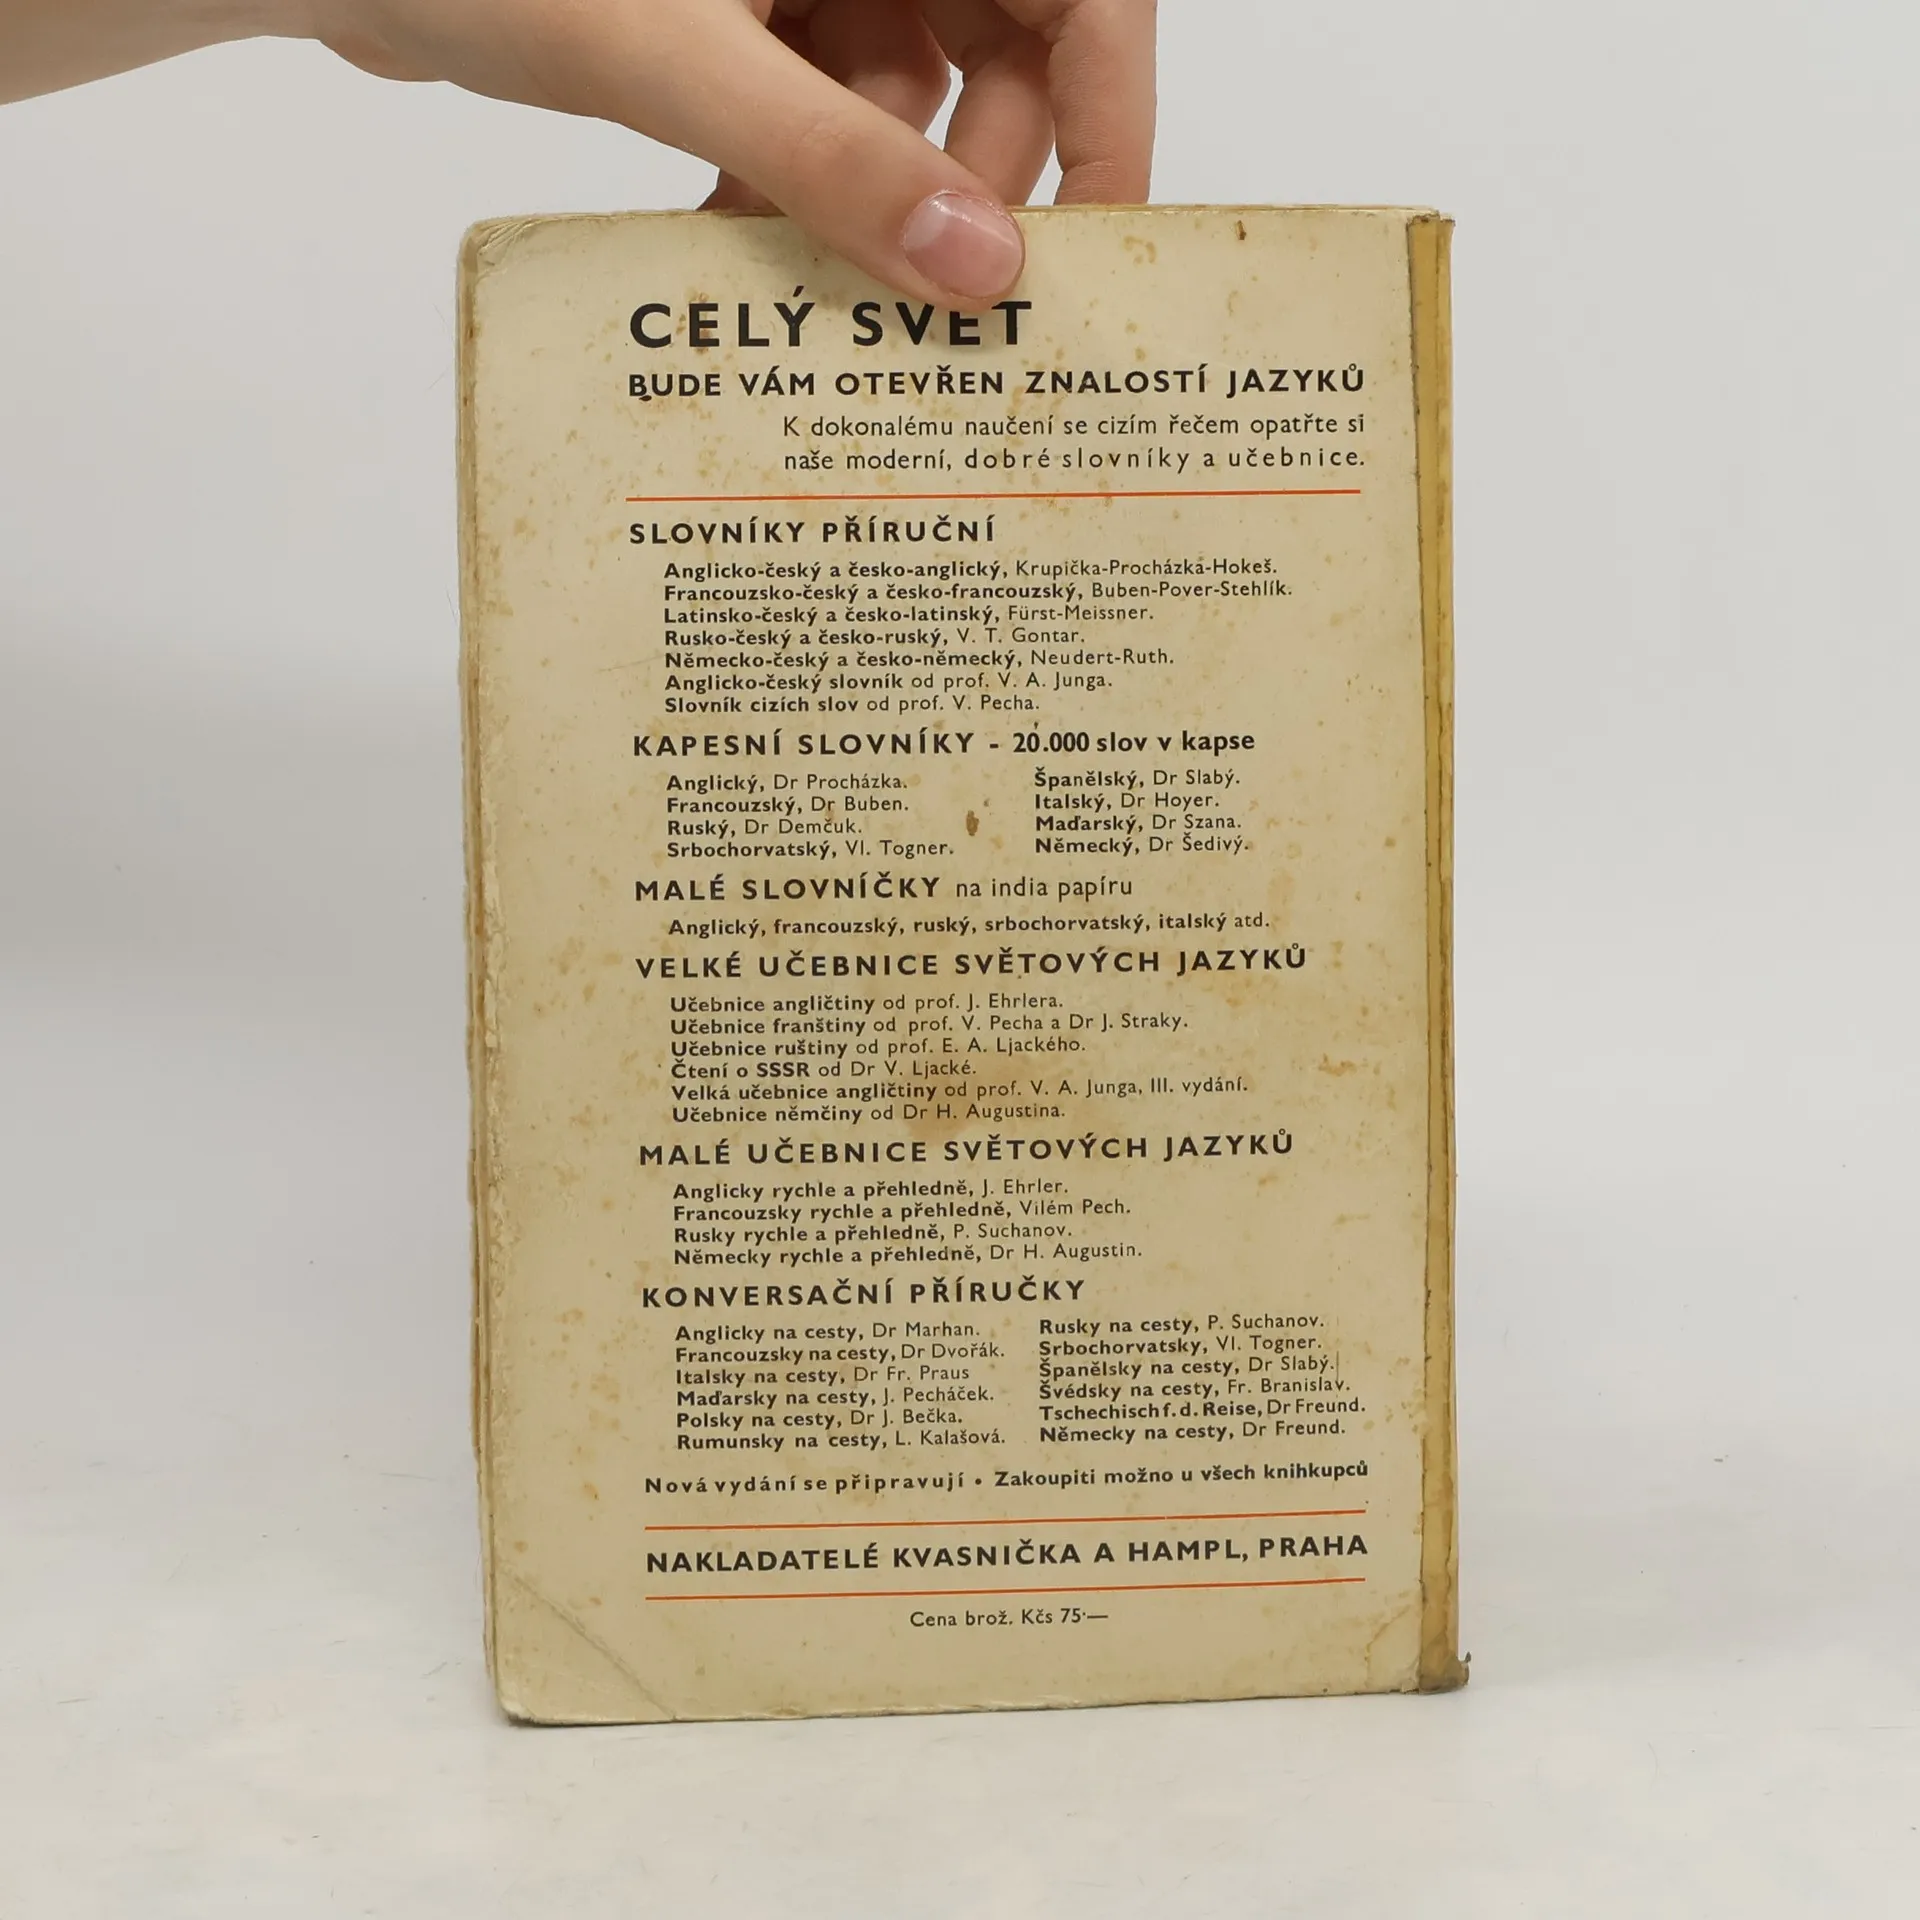 CELÝ SVĚT
BUDE VÁM OTEVŘEN ZNALOSTÍ JAZYKŮ
K dokonalému naučení se cizím řečem opatřte si
naše moderní, dobré slovníky a učebnice.
SLOVNÍKY PŘÍRUČNÍ
Anglicko-český a česko-anglický, Krupička-Procházka-Hokeš.
Francouzsko-český a česko-francouzský, Buben-Pover-Stehlík.
Latinsko-český a česko-latinský, Fürst-Meissner.
Rusko-český a česko-ruský, V. T. Gontar.
Německo-český a česko-německý, Neudert-Ruth.
Anglicko-český slovník od prof. V. A. Junga.
Slovník cizích slov od prof. V. Pecha.
KAPESNÍ SLOVNÍKY - 20.000 slov v kapse
Anglický, Dr Procházka.
Francouzský, Dr Buben.
Ruský, Dr Demčuk.
Srbochorvatský, Vl. Togner.
Španělský, Dr Slabý.
Italský, Dr Hoyer.
Maďarský, Dr Szana.
Německý, Dr Šedivý.
MALÉ SLOVNÍČKY na india papíru
Anglický, francouzský, ruský, srbochorvatský, italský atd.
VELKÉ UČEBNICE SVĚTOVÝCH JAZYKŮ
Učebnice angličtiny od prof. J. Ehrlera.
Učebnice franštiny od prof. V. Pecha a Dr J. Straky.
Učebnice ruštiny od prof. E. A. Ljackého.
Čtení o SSSR od Dr V. Ljacké.
Velká učebnice angličtiny od prof. V. A. Junga, III. vydání.
Učebnice němčiny od Dr H. Augustina.
MALÉ UČEBNICE SVĚTOVÝCH JAZYKŮ
Anglicky rychle a přehledně, J. Ehrler.
Francouzsky rychle a přehledně, Vilém Pech.
Rusky rychle a přehledně, P. Suchanov.
Německy rychle a přehledně, Dr H. Augustin.
KONVERSAČNÍ PŘÍRUČKY
Anglicky na cesty, Dr Marhan.
Francouzsky na cesty, Dr Dvořák.
Italsky na cesty, Dr Fr. Praus
Maďarsky na cesty, J. Pecháček.
Polsky na cesty, Dr J. Bečka.
Rumunsky na cesty, L. Kalašová.
Rusky na cesty, P. Suchanov.
Srbochorvatsky, Vl. Togner.
Španělsky na cesty, Dr Slabý.
Švédsky na cesty, Fr. Branislav.
Tschechisch f. d. Reise, Dr Freund.
Německy na cesty, Dr Freund.
Nová vydání se připravují • Zakoupiti možno u všech knihkupců
NAKLADATELÉ KVASNIČKA A HAMPL, PRAHA
Cena brož. Kčs 75·—